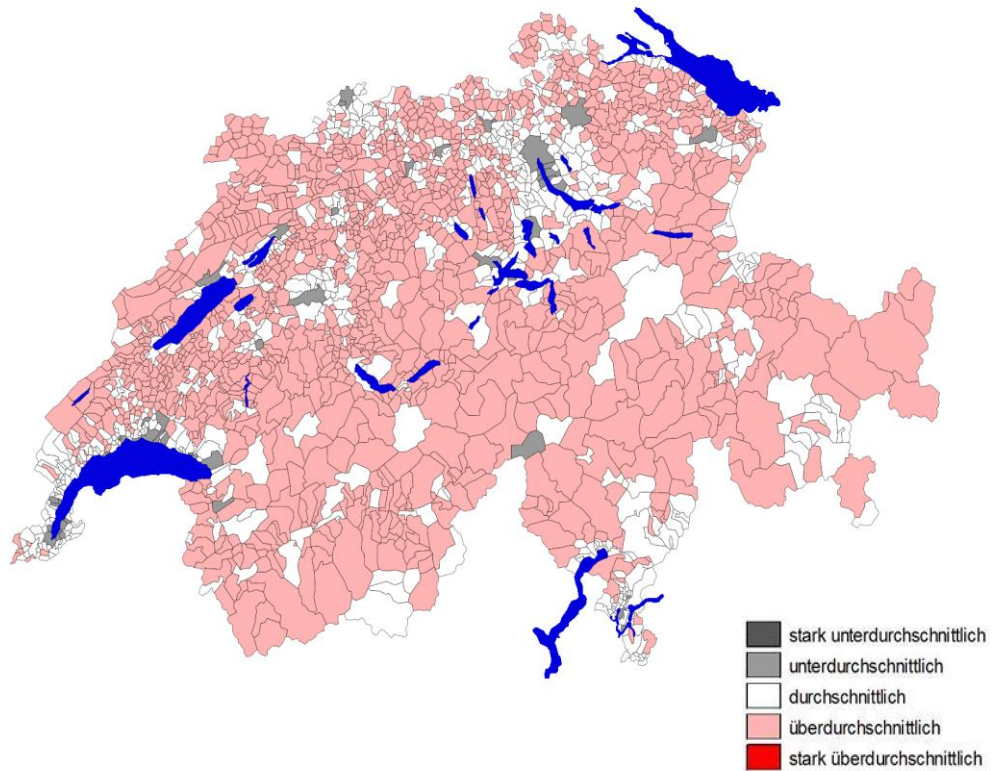 stark unterdurchschnittlich
unterdurchschnittlich
durchschnittlich
überdurchschnittlich
stark überdurchschnittlich